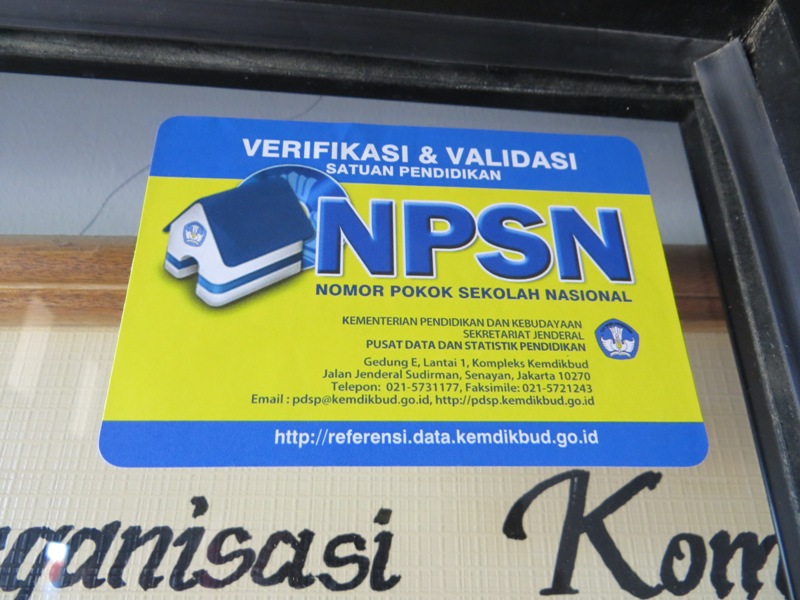 VERIFIKASI & VALIDASI
SATUAN PENDIDIKAN
NPSN
NOMOR POKOK SEKOLAH NASIONAL
KEMENTERIAN PENDIDIKAN DAN KEBUDAYAAN
SEKRETARIAT JENDERAL
PUSAT DATA DAN STATISTIK PENDIDIKAN
Gedung E, Lantai 1, Kompleks Kemdikbud
Jalan Jenderal Sudirman, Senayan, Jakarta 10270
Telepon: 021-5731177, Faksimile: 021-5721243
Email : pdsp@kemdikbud.go.id, http://pdsp.kemdikbud.go.id
http://referensi.data.kemdikbud.go.id